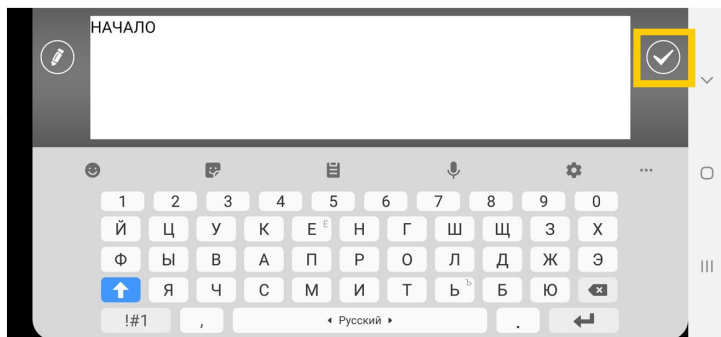 НАЧАЛО
1 2 3 4 5 6 7 8 9 0
Й Ц У К Е Ё Н Г Ш Щ З Х
Ф Ы В А П Р О Л Д Ж Э
Я Ч С М И Т Ь Ъ Б Ю
!#1 , Русский .